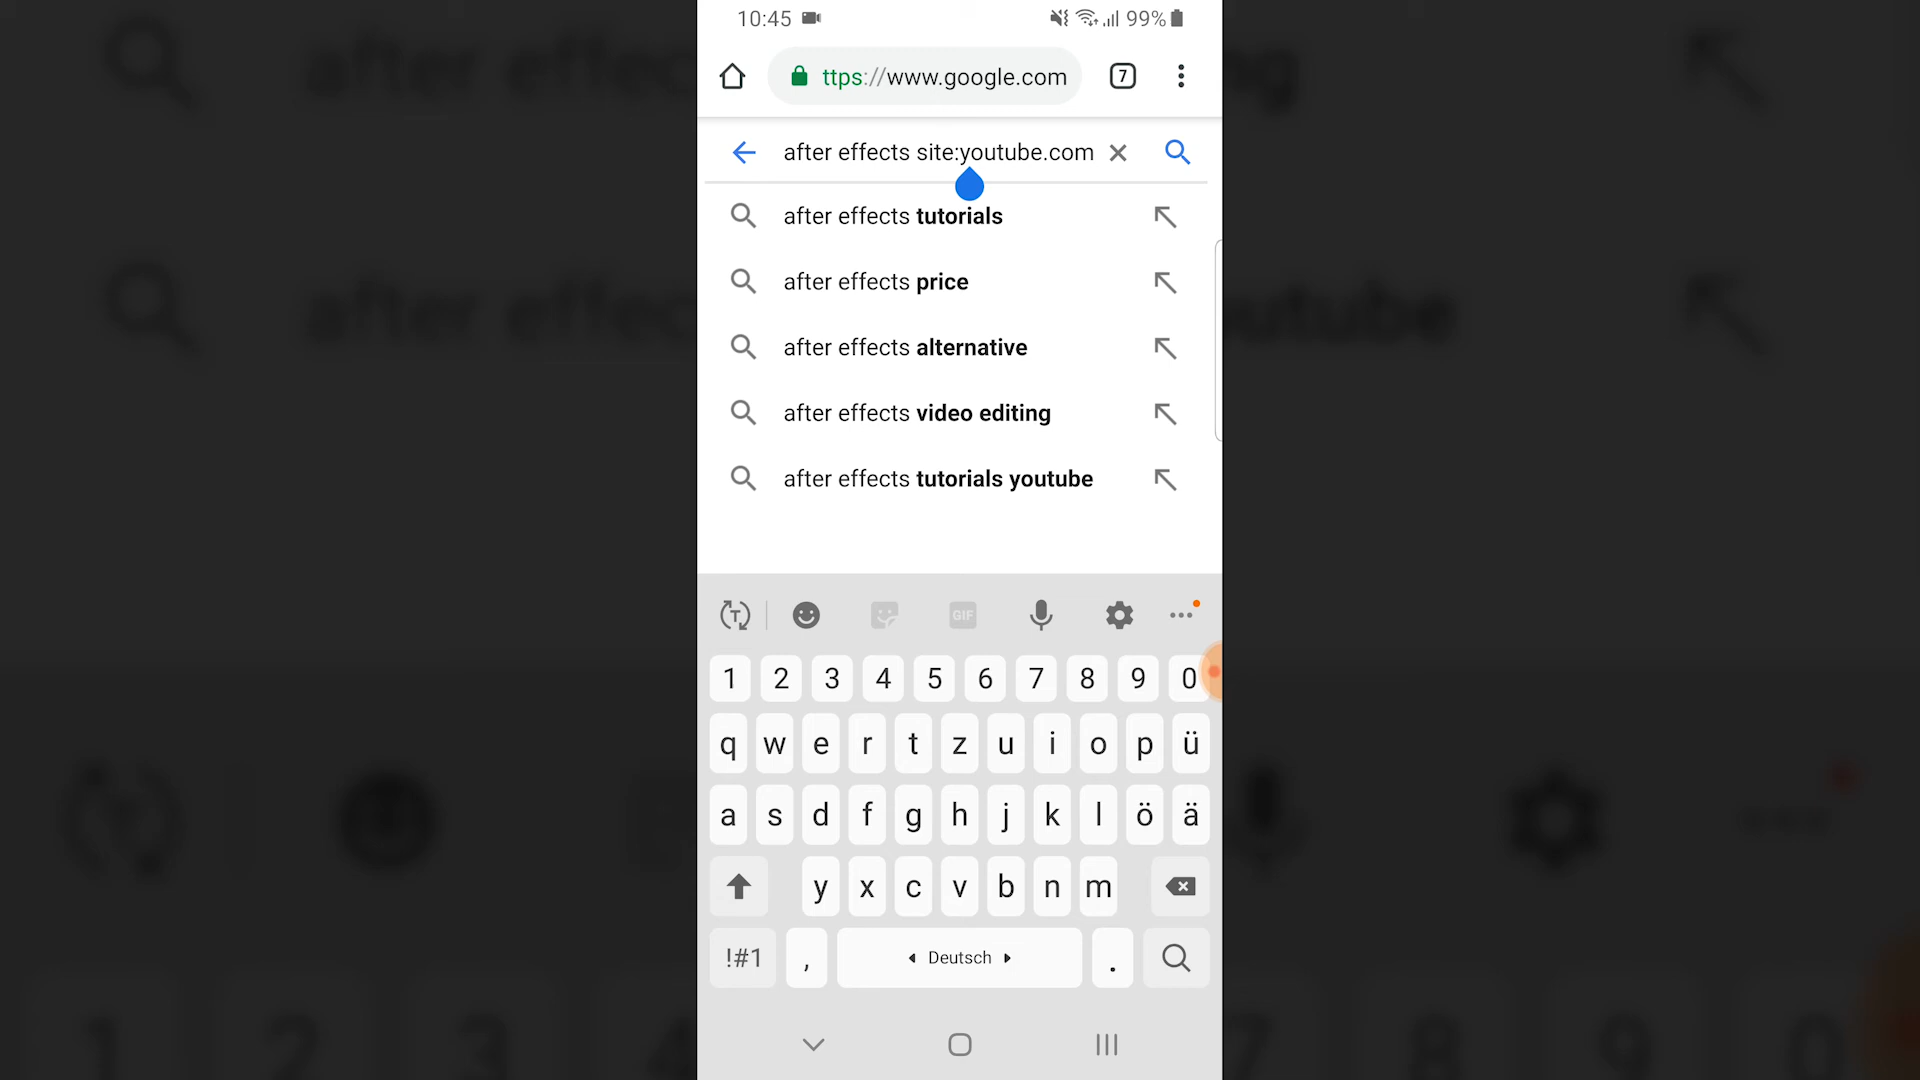 10:45 99%
ttps://www.google.com 7
after effects site:youtube.com
after effects tutorials
after effects price
after effects alternative
after effects video editing
after effects tutorials youtube
T GIF
1 2 3 4 5 6 7 8 9 0
q w e r t z u i o p ü
a s d f g h j k l ö ä
y x c v b n m
!#1 , Deutsch .